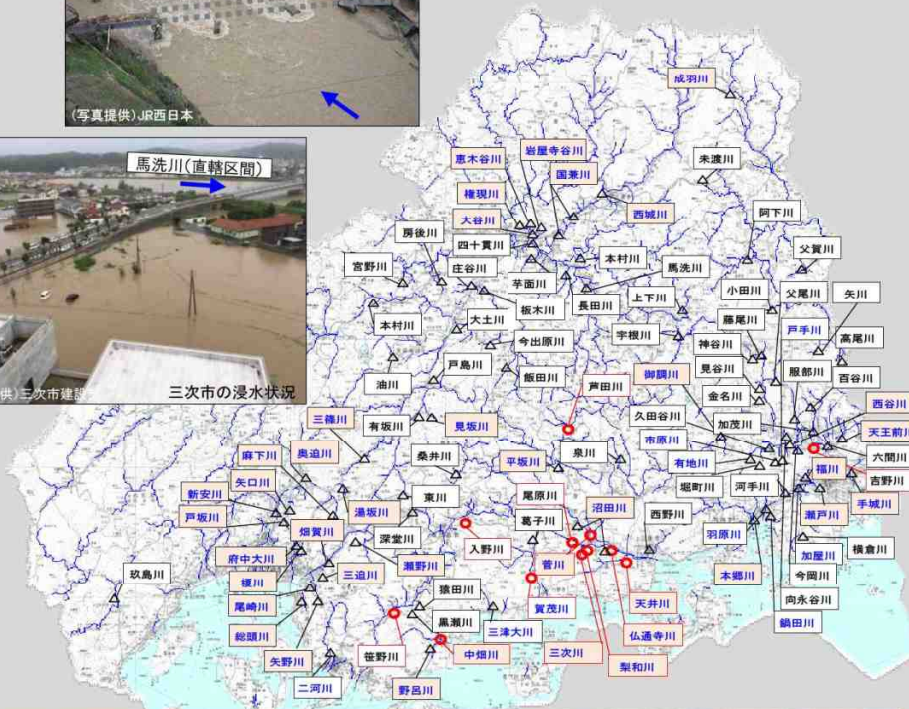 (写真提供)JR西日本
馬洗川(直轄区間)
供)三次市建設
三次市の浸水状況
成羽川
恵木谷川
岩屋寺谷川
国兼川
未渡川
権現川
大谷川
西城川
阿下川
房後川
四十貫川
本村川
父賀川
宮野川
庄谷川
芋面川
馬洗川
板木川
長田川
上下川
小田川
父尾川
矢川
本村川
大土川
今出原川
宇根川
藤尾川
戸手川
高尾川
神谷川
油川
戸島川
飯田川
芦田川
御調川
見谷川
服部川
百谷川
金名川
三篠川
有坂川
見坂川
久田谷川
加茂川
西谷川
市原川
天王前川
麻下川
奥迫川
桑井川
平坂川
泉川
有地川
六間川
新安川
矢口川
堀町川
河手川
福川
吉野川
戸坂川
湯坂川
東川
尾原川
沼田川
西野川
手城川
畑賀川
葛子川
羽原川
瀬戸川
深堂川
入野川
府中大川
瀬野川
菅川
加屋川
横倉川
玖島川
榎川
三迫川
本郷川
今岡川
尾崎川
猿田川
賀茂川
天井川
向永谷川
総頭川
黒瀬川
三津大川
仏通寺川
鍋田川
矢野川
笹野川
中畑川
三次川
梨和川
二河川
野呂川